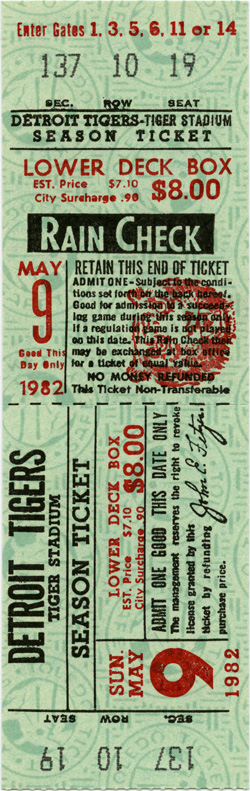 Enter Gates 1, 3, 5, 6, 11 or 14
137 10 19
SEC. ROW SEAT
DETROIT TIGERS-TIGER STADIUM
SEASON TICKET
LOWER DECK BOX
EST. Price $7.10
City Surcharge .90
$8.00
RAIN CHECK
MAY
9
Good This
Day Only
1982
RETAIN THIS END OF TICKET
ADMIT ONE-Subject to the condi-
tions set forth on the back hereof.
Good for admission to a succeed-
ing game during this season only
if a regulation game is not played
on this date. This Rain Check then
may be exchanged at box office
for a ticket of equal value.
NO MONEY REFUNDED
This Ticket Non-Transferable
DETROIT TIGERS
TIGER STADIUM
SEASON TICKET
LOWER DECK BOX
EST. Price $7.10
City Surcharge .90
$8.00
ADMIT ONE GOOD THIS DATE ONLY
The management reserves the right to revoke
license granted by this
ticket by refunding
purchase price.
SUN.
MAY
9
1982
SEC. ROW SEAT
137 10 19